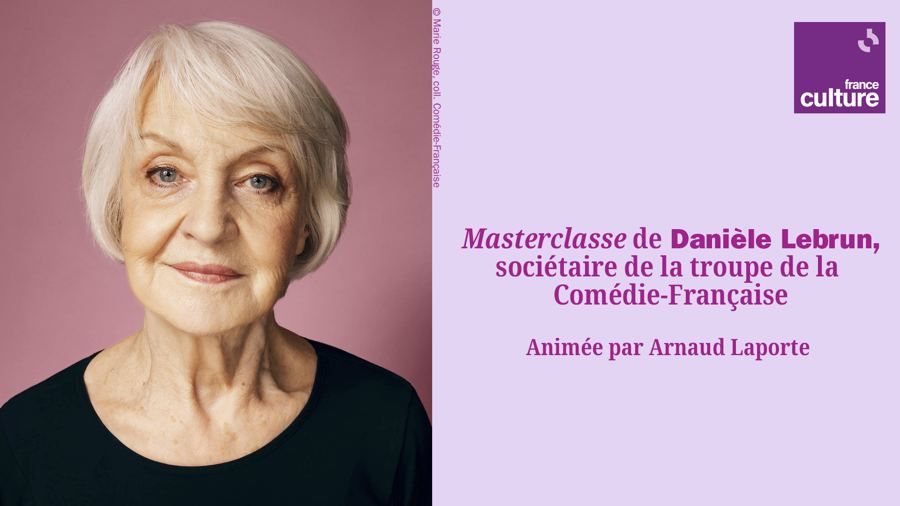 © Marie Rouge, coll. Comédie-Française
france
culture
Masterclasse de Danièle Lebrun,
sociétaire de la troupe de la
Comédie-Française
Animée par Arnaud Laporte